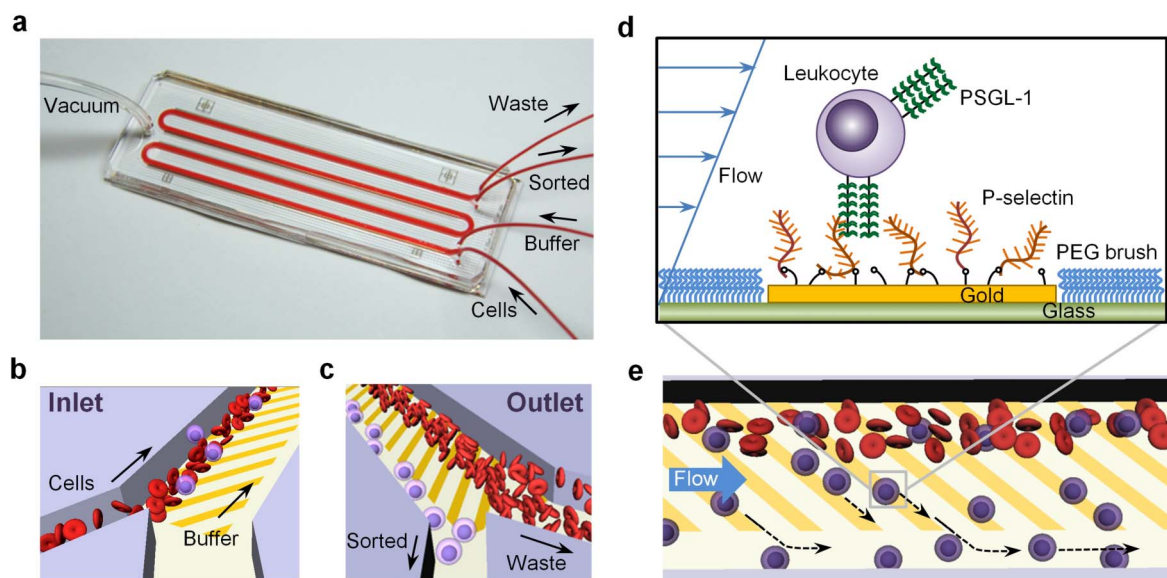 a
Vacuum
Waste
Sorted
Buffer
Cells
b
Inlet
Cells
Buffer
c
Outlet
Sorted
Waste
d
Leukocyte
PSGL-1
Flow
P-selectin
PEG brush
Gold
Glass
e
Flow